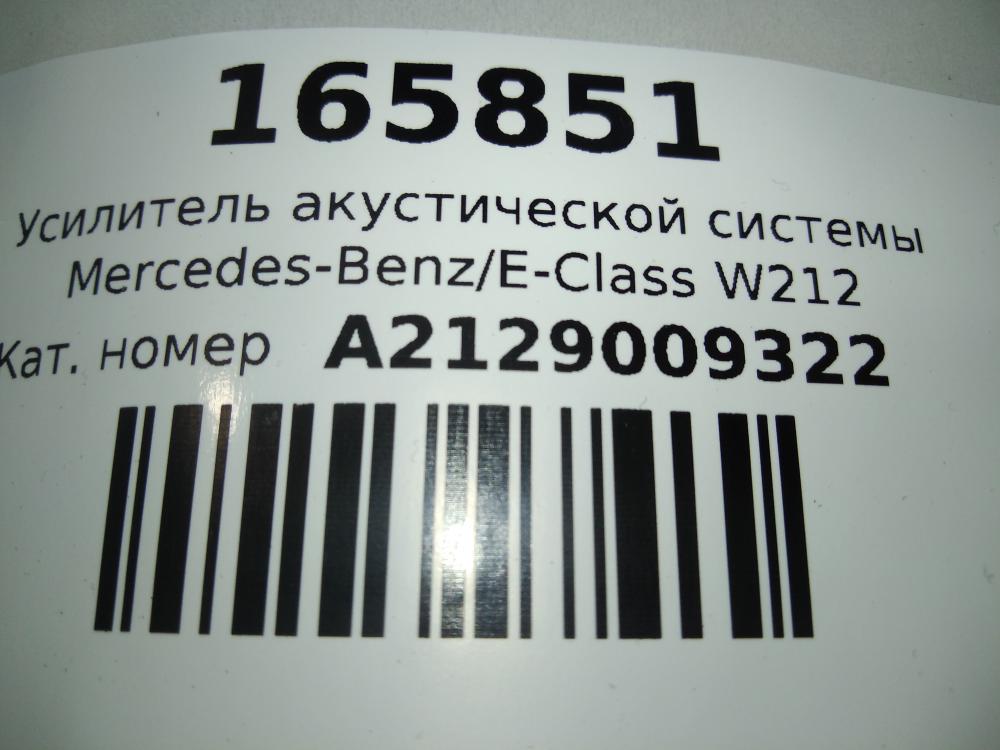 165851
Усилитель акустической системы
Mercedes-Benz/E-Class W212
Кат. номер A2129009322